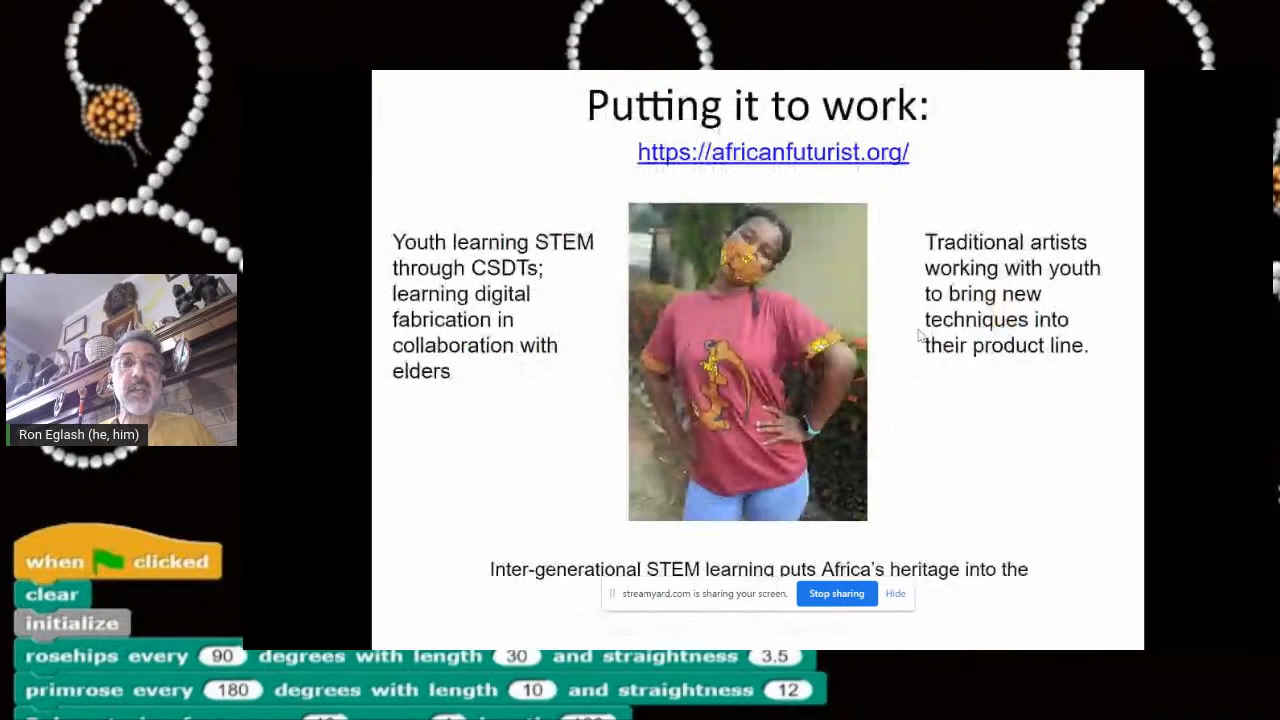 Putting it to work:
https://africanfuturist.org/
Youth learning STEM
through CSDTs;
learning digital
fabrication in
collaboration with
elders
Traditional artists
working with youth
to bring new
techniques into
their product line.
Inter-generational STEM learning puts Africa's heritage into the
streamyard.com is sharing your screen.
Stop sharing
Hide
Ron Eglash (he, him)
when clicked
clear
initialize
rosehips every 90 degrees with length 30 and straightness 3.5
primrose every 180 degrees with length 10 and straightness 12